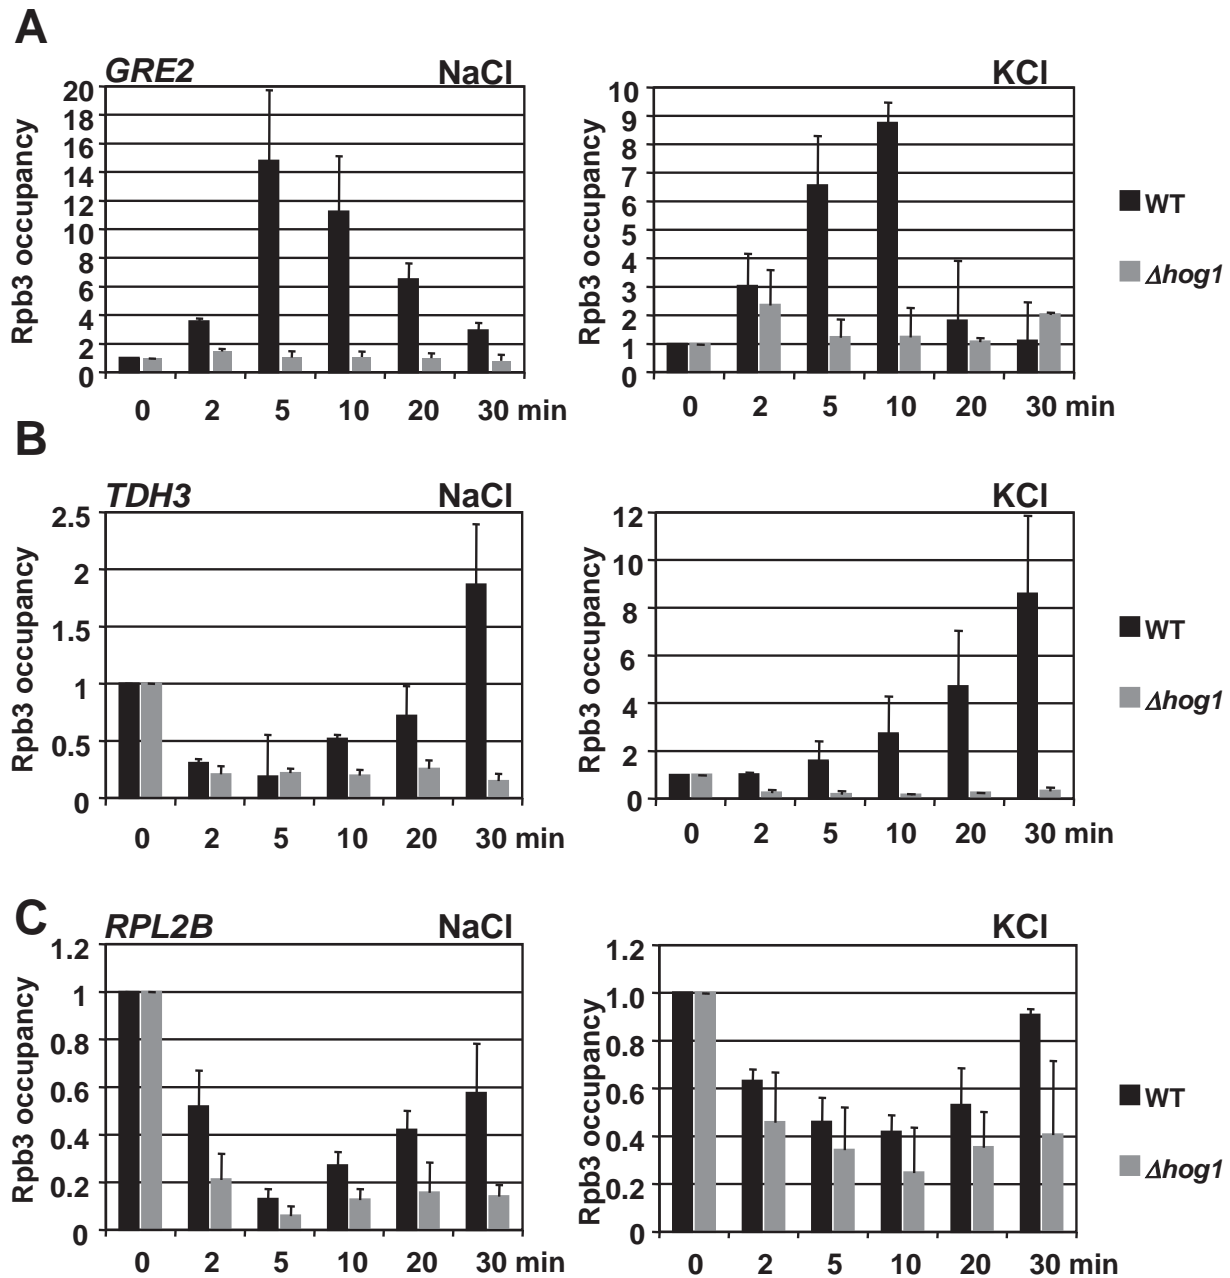 A
GRE2 NaCl
Rpb3 occupancy
20
18
16
14
12
10
8
6
4
2
0
0 2 5 10 20 30 min
KCl
Rpb3 occupancy
10
9
8
7
6
5
4
3
2
1
0
0 2 5 10 20 30 min
WT
Δhog1
B
TDH3 NaCl
Rpb3 occupancy
2.5
2
1.5
1
0.5
0
0 2 5 10 20 30 min
KCl
Rpb3 occupancy
12
10
8
6
4
2
0
0 2 5 10 20 30 min
WT
Δhog1
C
RPL2B NaCl
Rpb3 occupancy
1.2
1
0.8
0.6
0.4
0.2
0
0 2 5 10 20 30 min
KCl
Rpb3 occupancy
1.2
1.0
0.8
0.6
0.4
0.2
0
0 2 5 10 20 30 min
WT
Δhog1